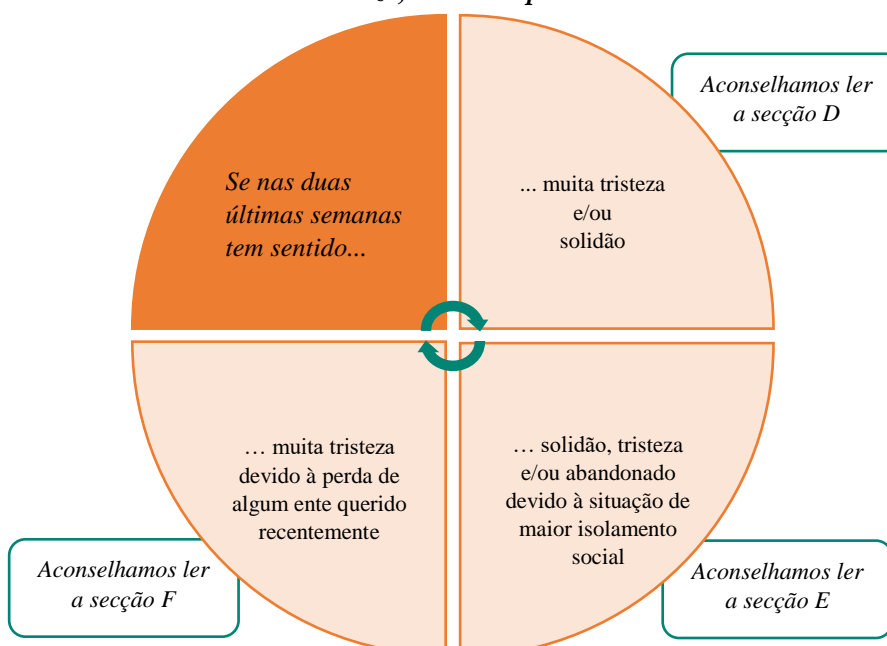 Se nas duas
últimas semanas
tem sentido...
... muita tristeza
e/ou
solidão
Aconselhamos ler
a secção D
… solidão, tristeza
e/ou abandonado
devido à situação de
maior isolamento
social
Aconselhamos ler
a secção E
… muita tristeza
devido à perda de
algum ente querido
recentemente
Aconselhamos ler
a secção F